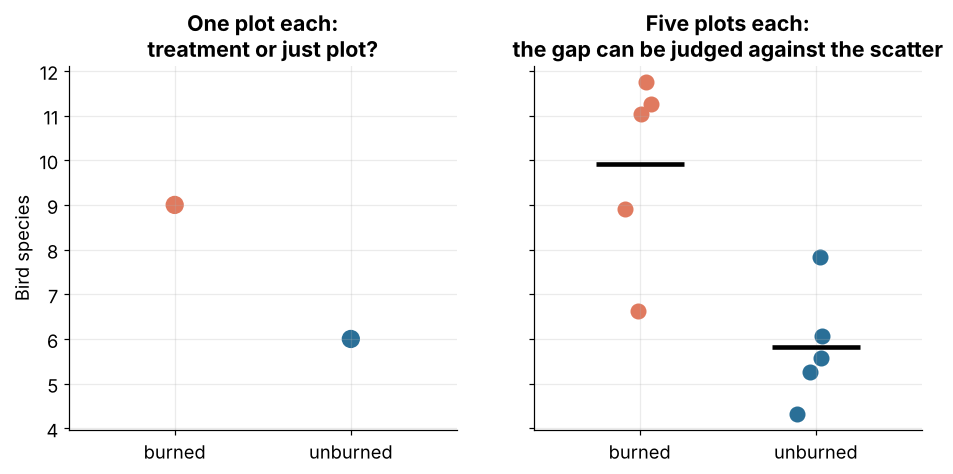 One plot each:
treatment or just plot?
Five plots each:
the gap can be judged against the scatter
Bird species
12
11
10
9
8
7
6
5
4
burned
unburned
burned
unburned